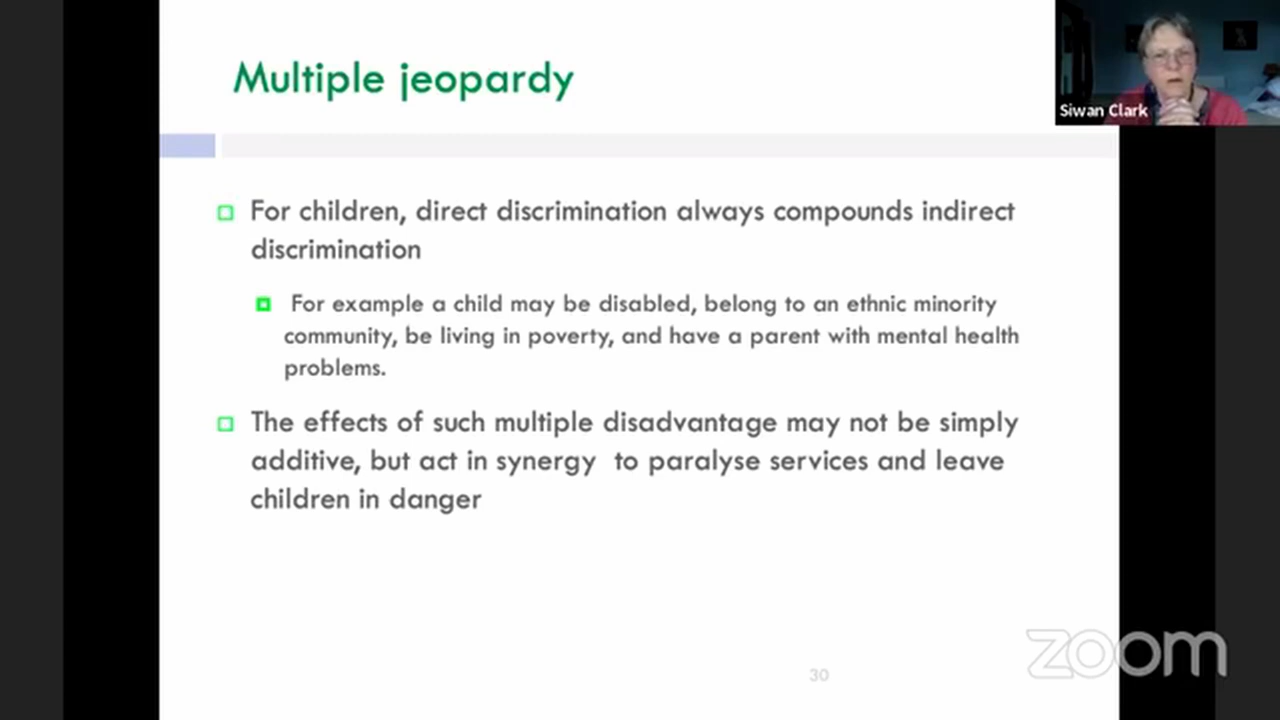 Multiple jeopardy
Siwan Clark
For children, direct discrimination always compounds indirect
discrimination
For example a child may be disabled, belong to an ethnic minority
community, be living in poverty, and have a parent with mental health
problems.
The effects of such multiple disadvantage may not be simply
additive, but act in synergy to paralyse services and leave
children in danger
30
zoom